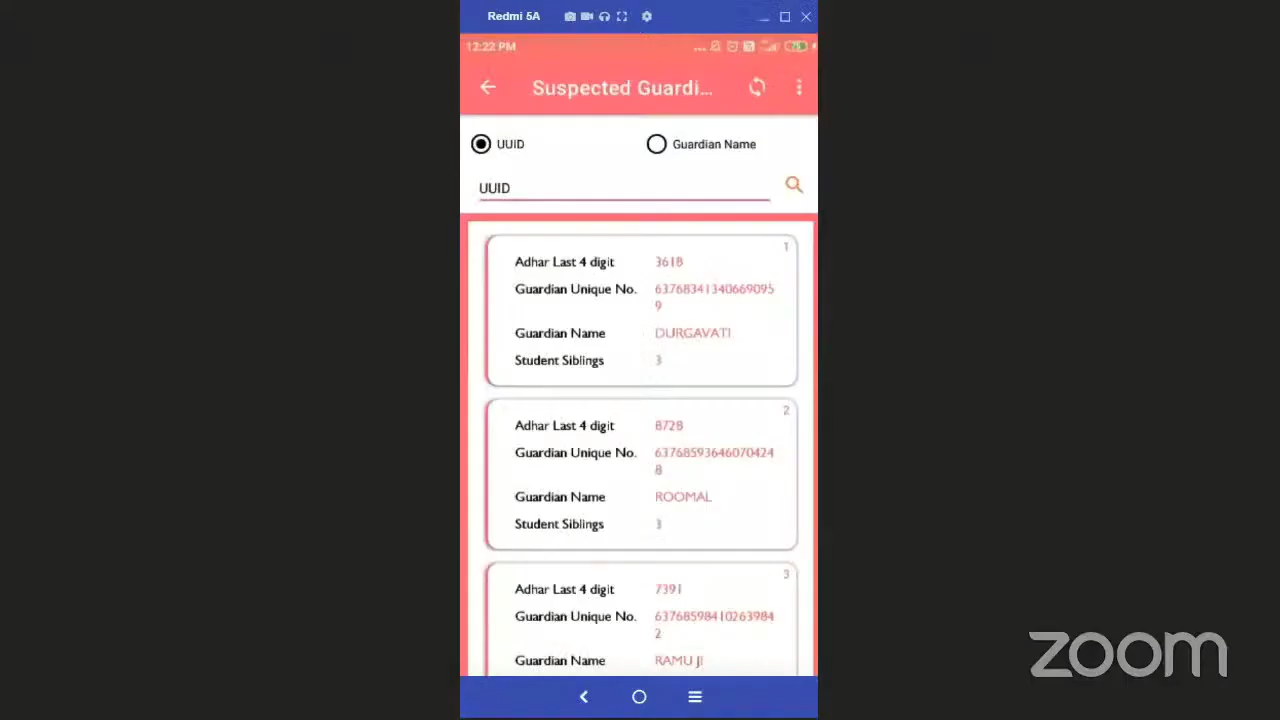 Redmi 5A
12:22 PM
Suspected Guardi...
UUID
Guardian Name
UUID
1
Adhar Last 4 digit 3618
Guardian Unique No. 63768341340669095
9
Guardian Name DURGAVATI
Student Siblings 3
2
Adhar Last 4 digit 8728
Guardian Unique No. 63768593646070424
8
Guardian Name ROOMAL
Student Siblings 3
3
Adhar Last 4 digit 7391
Guardian Unique No. 63768598410263984
2
Guardian Name RAMU JI
zoom